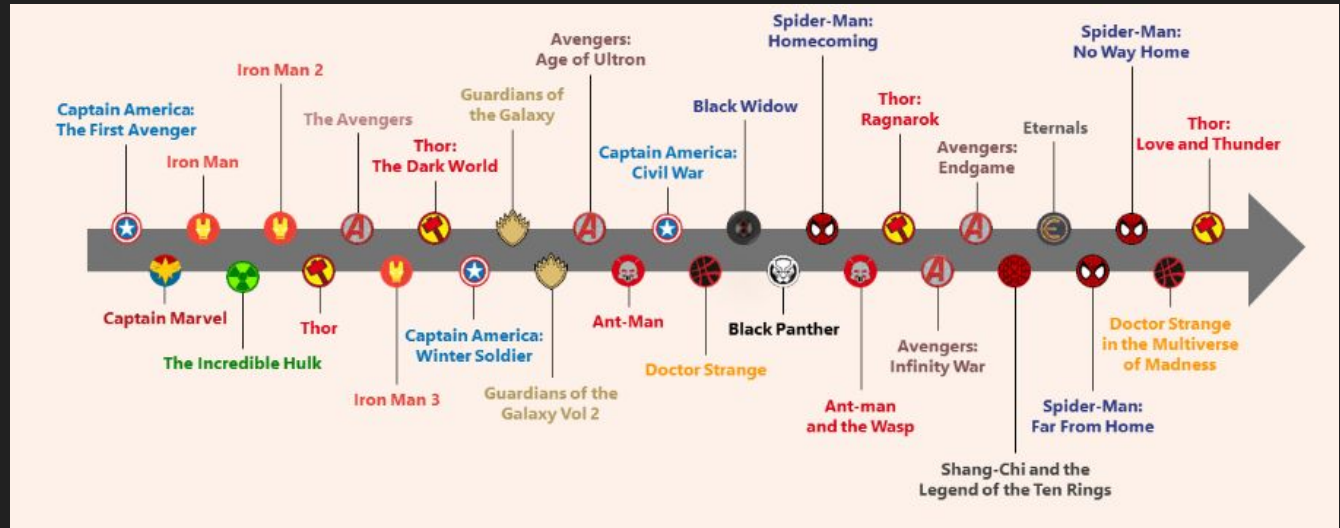 Captain America:
The First Avenger
Captain Marvel
Iron Man
The Incredible Hulk
Iron Man 2
Thor
The Avengers
Iron Man 3
Thor:
The Dark World
Captain America:
Winter Soldier
Guardians of
the Galaxy
Guardians of the
Galaxy Vol 2
Avengers:
Age of Ultron
Ant-Man
Captain America:
Civil War
Doctor Strange
Black Widow
Black Panther
Spider-Man:
Homecoming
Ant-man
and the Wasp
Thor:
Ragnarok
Avengers:
Infinity War
Avengers:
Endgame
Shang-Chi and the
Legend of the Ten Rings
Eternals
Spider-Man:
Far From Home
Spider-Man:
No Way Home
Doctor Strange
in the Multiverse
of Madness
Thor:
Love and Thunder